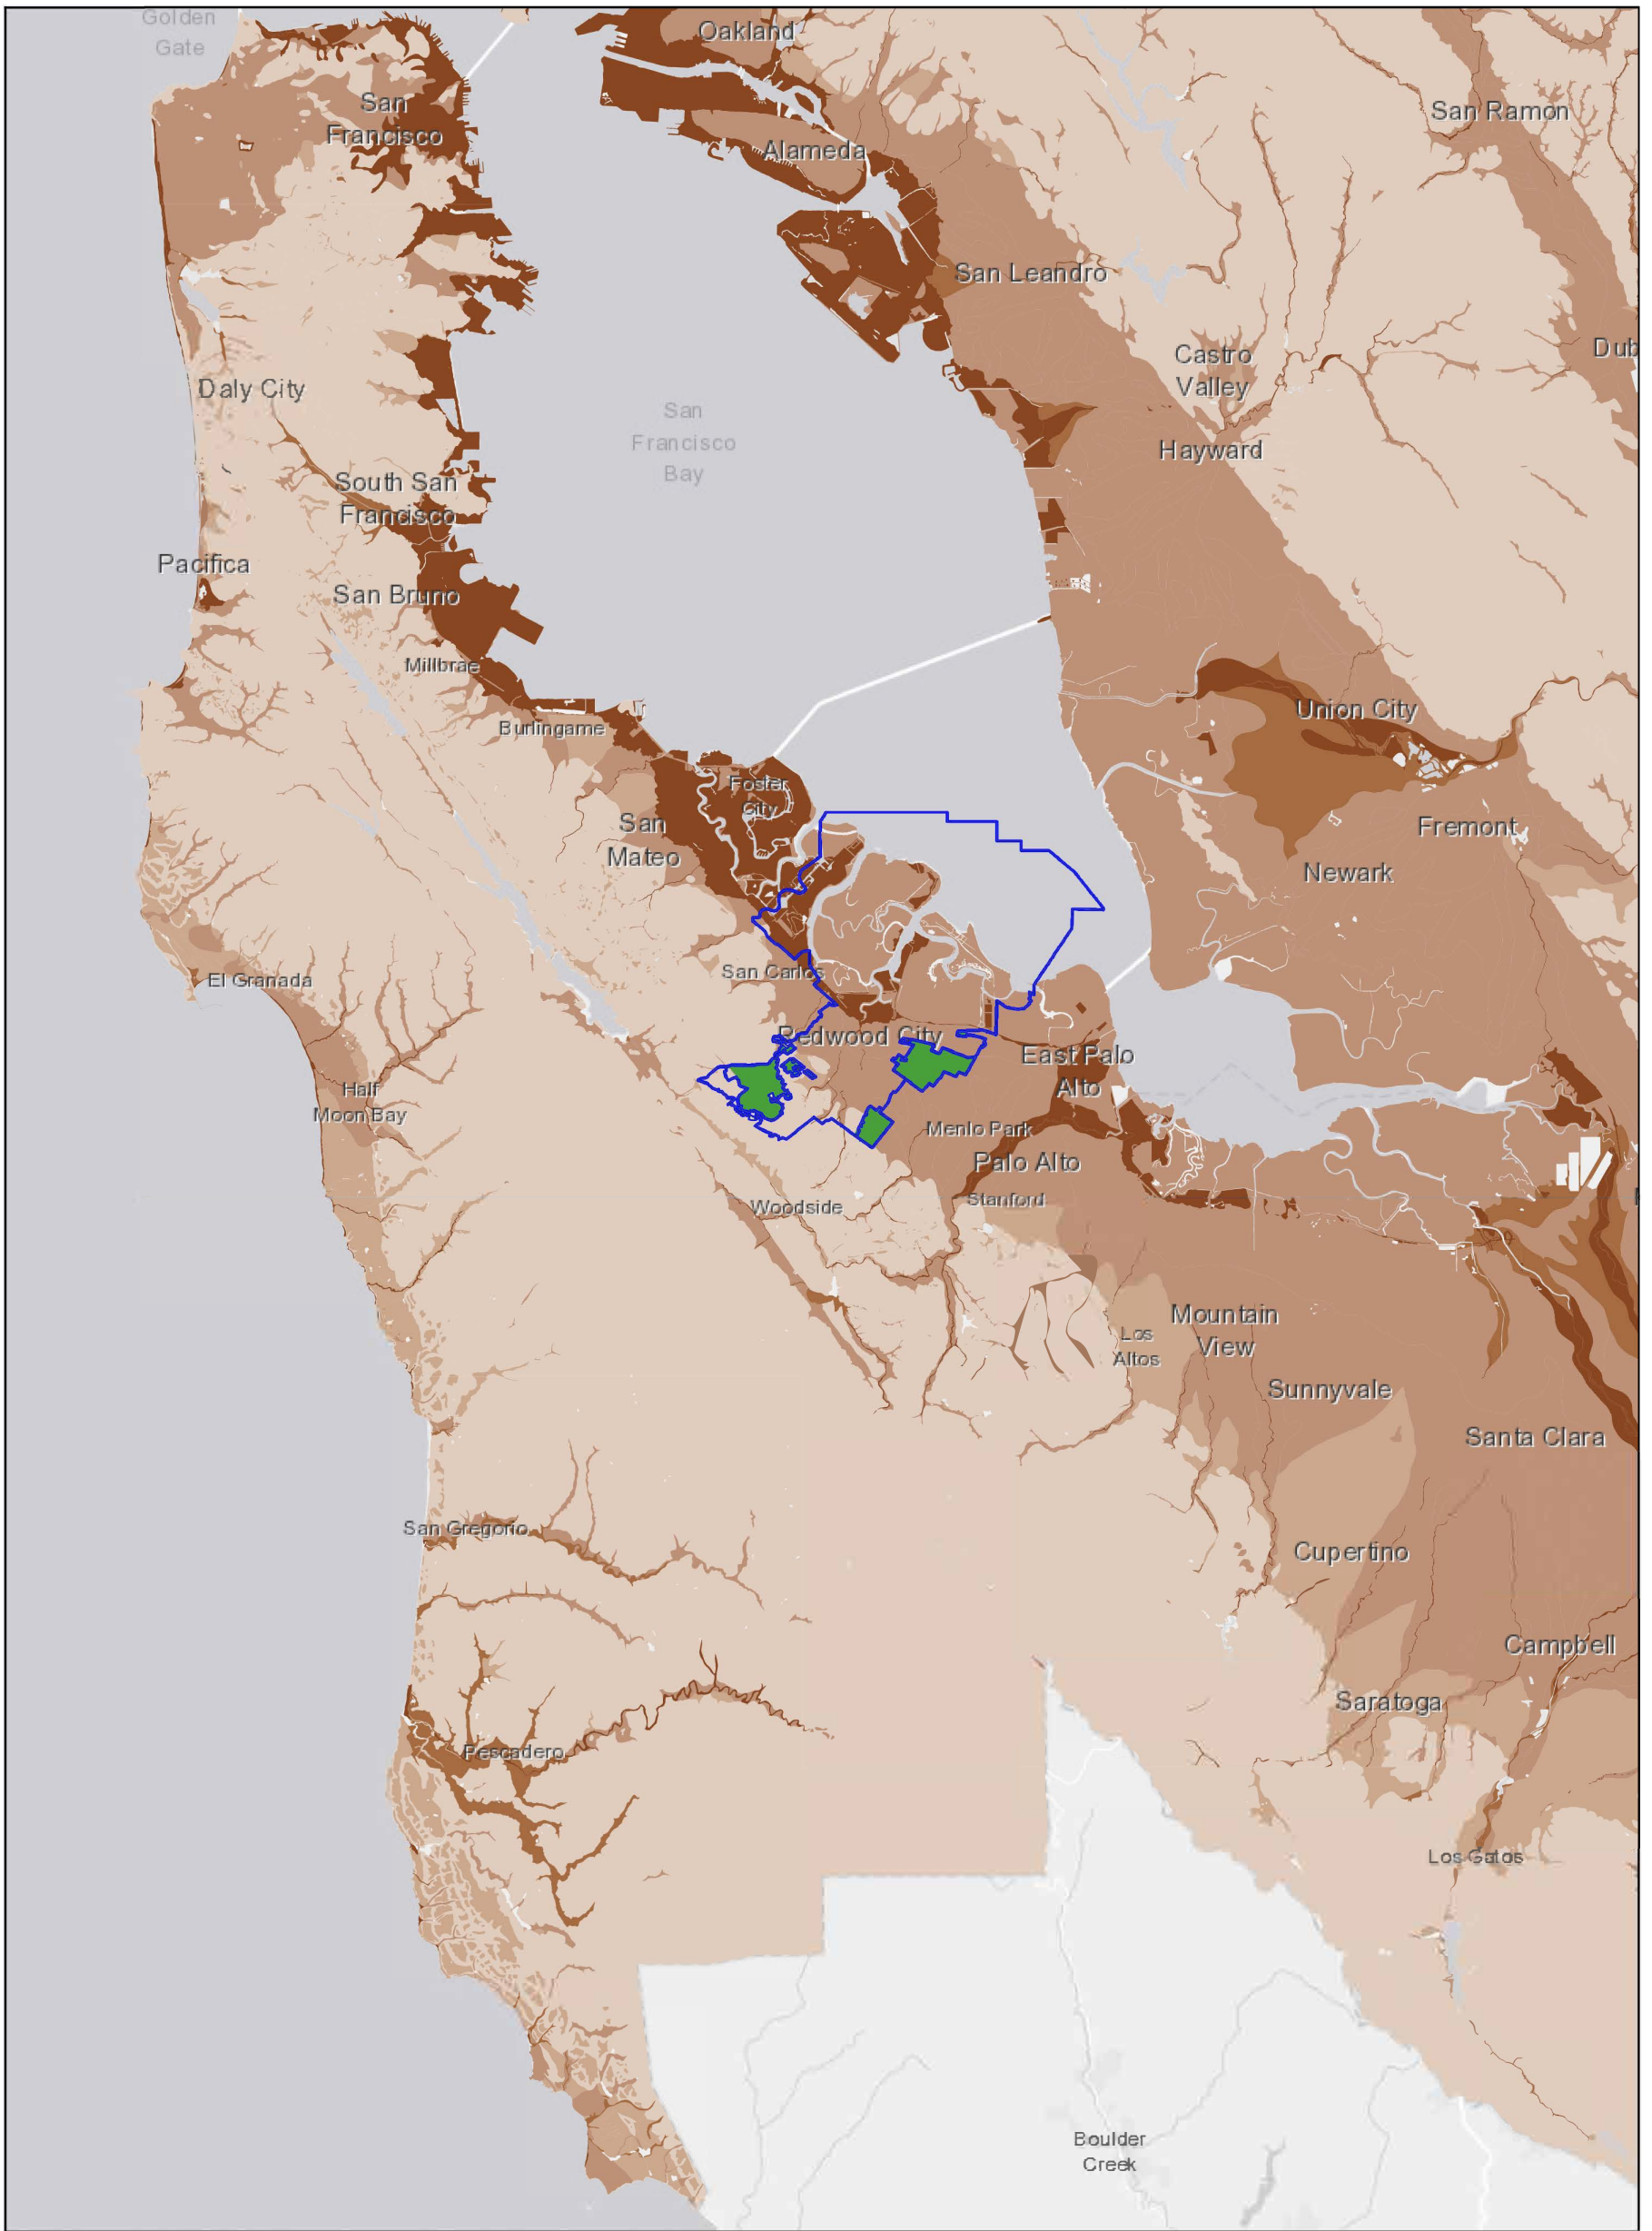 Golden
Gate
Oakland
San
Francisco
San Ramon
Alameda
San Leandro
Castro
Valley
Dub
Daly City
San
Francisco
Bay
Hayward
South San
Francisco
Pacifica
San Bruno
Millbrae
Union City
Burlingame
Foster
City
San
Mateo
Fremont
Newark
San Carlos
El Granada
Redwood City
East Palo
Alto
Half
Moon Bay
Menlo Park
Palo Alto
Stanford
Woodside
Mountain
View
Los
Altos
Sunnyvale
Santa Clara
San Gregorio
Cupertino
Campbell
Saratoga
Pescadero
Los Gatos
Boulder
Creek